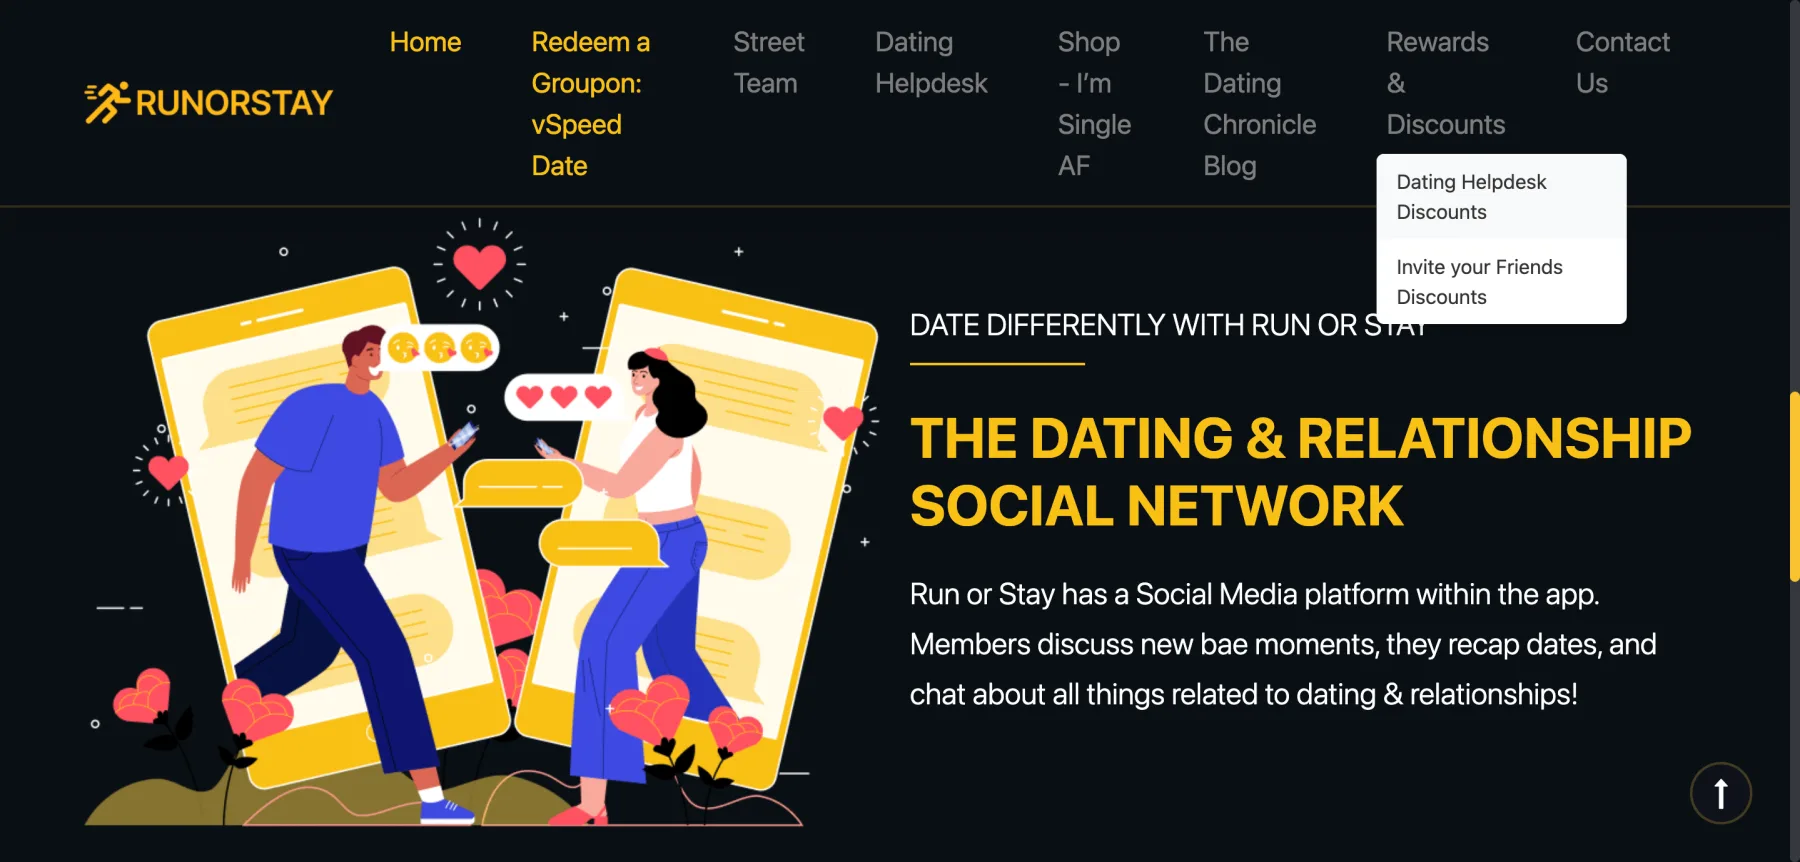 RUNORSTAY
Home
Redeem a
Groupon:
vSpeed
Date
Street
Team
Dating
Helpdesk
Shop
- I’m
Single
AF
The
Dating
Chronicle
Blog
Rewards
&
Discounts
Contact
Us
Dating Helpdesk
Discounts
Invite your Friends
Discounts
DATE DIFFERENTLY WITH RUN OR STAY
THE DATING & RELATIONSHIP
SOCIAL NETWORK
Run or Stay has a Social Media platform within the app.
Members discuss new bae moments, they recap dates, and
chat about all things related to dating & relationships!